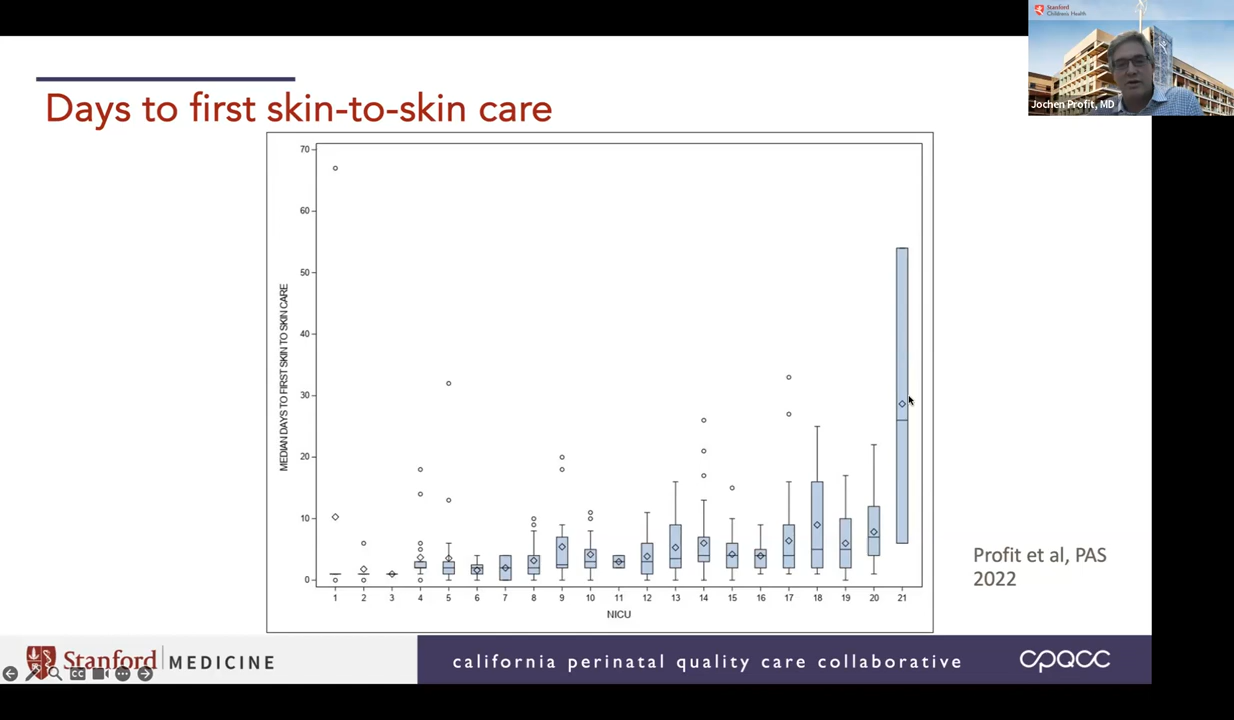 Stanford
Children's Health
Jochen Profit, MD
Days to first skin-to-skin care
MEDIAN DAYS TO FIRST SKIN TO SKIN CARE
70
60
50
40
30
20
10
0
1 2 3 4 5 6 7 8 9 10 11 12 13 14 15 16 17 18 19 20 21
NICU
Profit et al, PAS
2022
Stanford MEDICINE
CC
california perinatal quality care collaborative
cpqcc